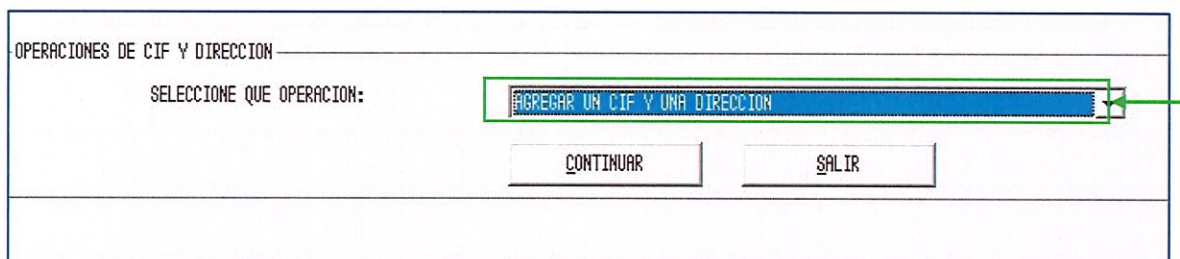 OPERACIONES DE CIF Y DIRECCION
SELECCIONE QUE OPERACION:
AGREGAR UN CIF Y UNA DIRECCION
CONTINUAR
SALIR